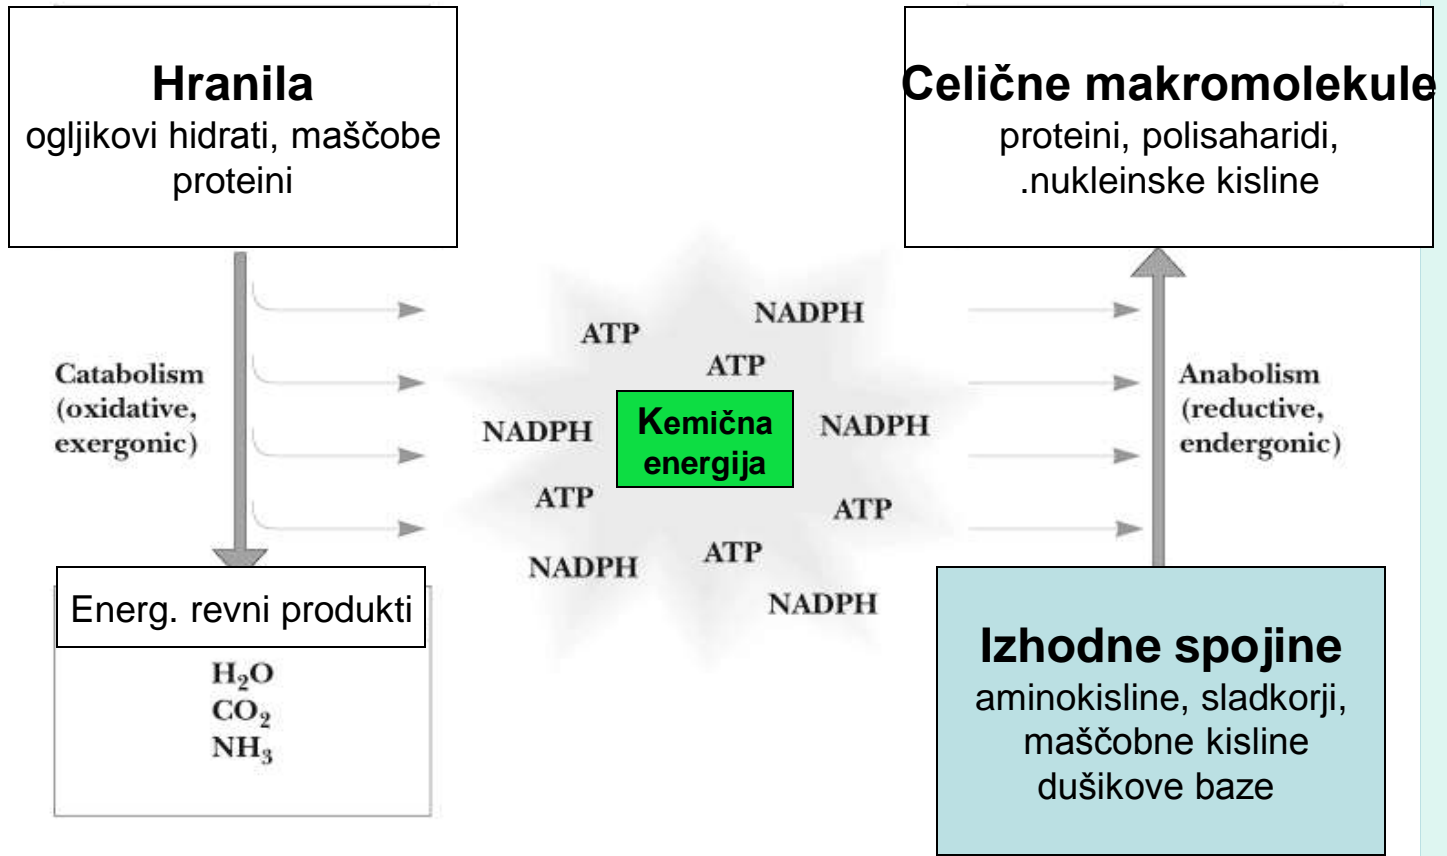 Hranila
ogljikovi hidrati, maščobe
proteini
Celične makromolekule
proteini, polisaharidi,
.nukleinske kisline
Catabolism
(oxidative,
exergonic)
ATP
NADPH
ATP
NADPH
Kemična
energija
NADPH
ATP
ATP
NADPH
ATP
NADPH
Anabolism
(reductive,
endergonic)
Energ. revni produkti
H₂O
CO₂
NH₃
Izhodne spojine
aminokisline, sladkorji,
maščobne kisline
dušikove baze